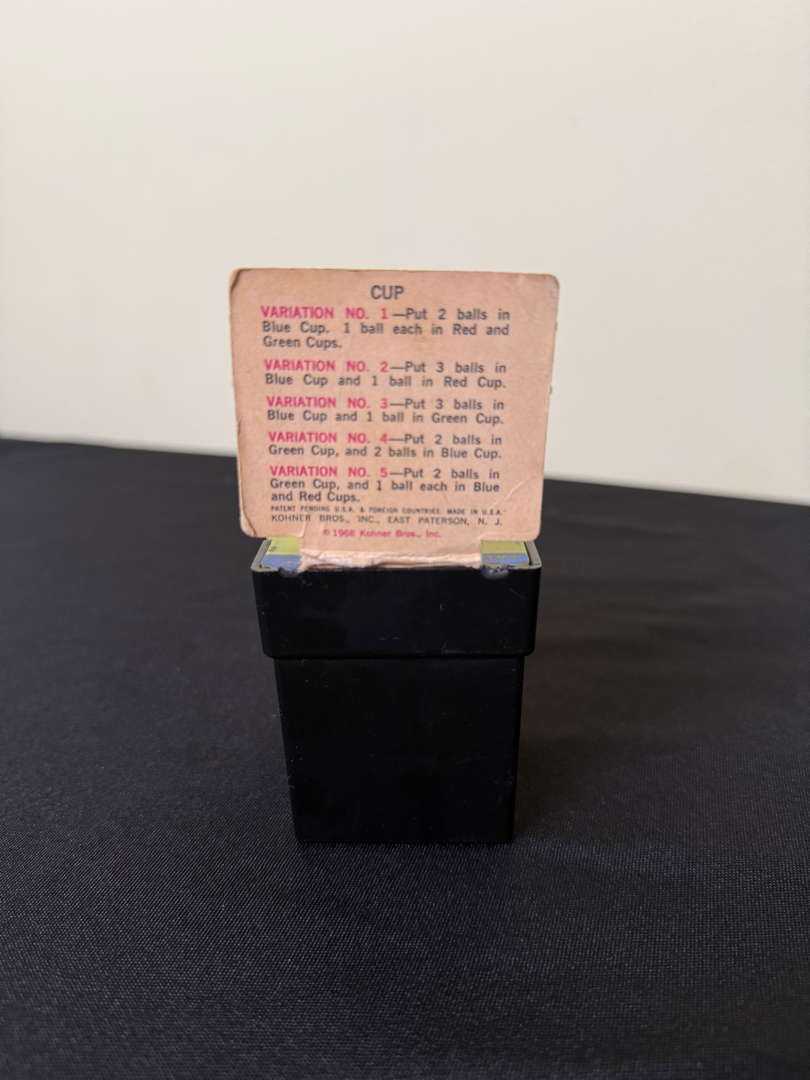 CUP
VARIATION NO. 1—Put 2 balls in
Blue Cup. 1 ball each in Red and
Green Cups.
VARIATION NO. 2—Put 3 balls in
Blue Cup and 1 ball in Red Cup.
VARIATION NO. 3—Put 3 balls in
Blue Cup and 1 ball in Green Cup.
VARIATION NO. 4—Put 2 balls in
Green Cup, and 2 balls in Blue Cup.
VARIATION NO. 5—Put 2 balls in
Green Cup, and 1 ball each in Blue
and Red Cups.
PATENT PENDING U.S.A. & FOREIGN COUNTRIES. MADE IN U.S.A.
KOHNER BROS., INC., EAST PATERSON, N. J.
© 1968 Kohner Bros., Inc.